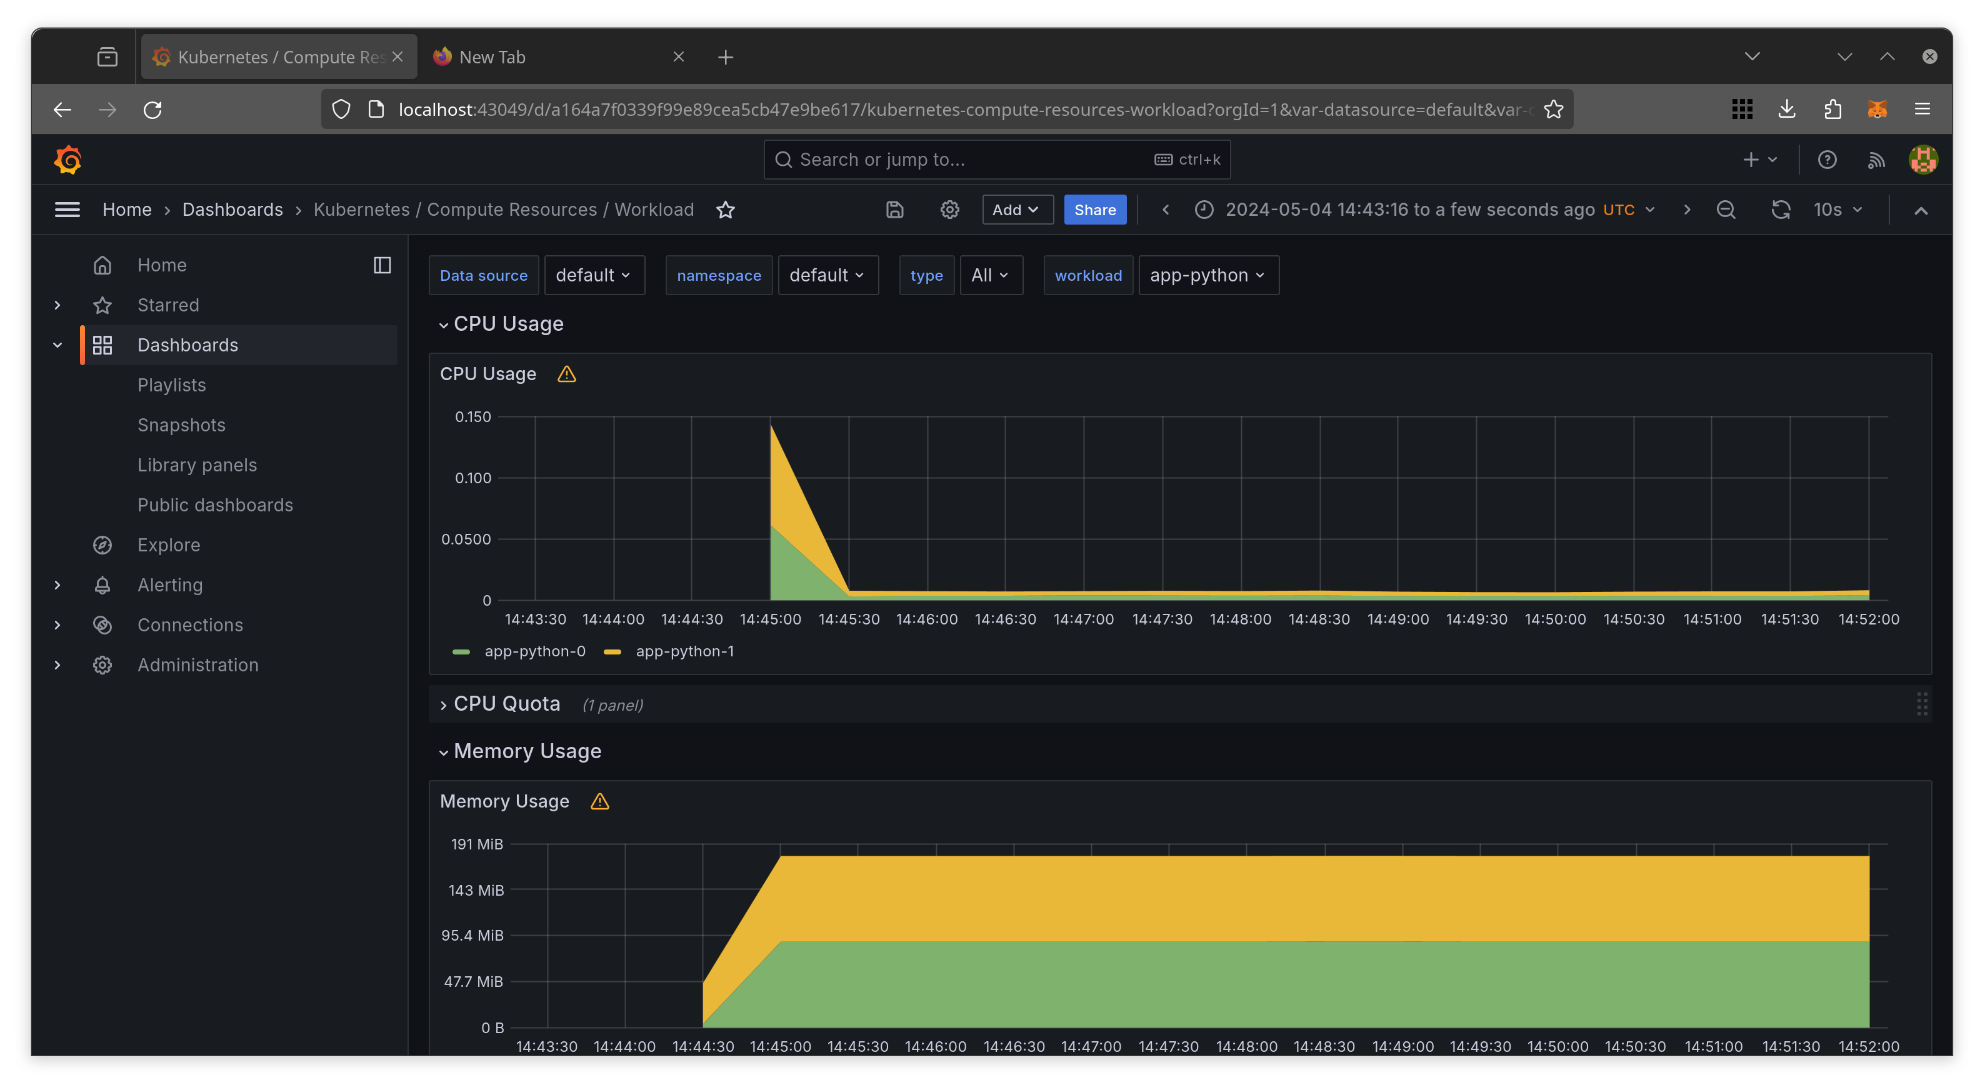 Kubernetes / Compute Res
New Tab
localhost:43049/d/a164a7f0339f99e89cea5cb47e9be617/kubernetes-compute-resources-workload?orgId=1&var-datasource=default&var-
Search or jump to...
ctrl+k
Home › Dashboards › Kubernetes / Compute Resources / Workload
Add
Share
2024-05-04 14:43:16 to a few seconds ago UTC
10s
Home
Starred
Dashboards
Playlists
Snapshots
Library panels
Public dashboards
Explore
Alerting
Connections
Administration
Data source default namespace default type All workload app-python
CPU Usage
CPU Usage
0.150
0.100
0.0500
0
14:43:30 14:44:00 14:44:30 14:45:00 14:45:30 14:46:00 14:46:30 14:47:00 14:47:30 14:48:00 14:48:30 14:49:00 14:49:30 14:50:00 14:50:30 14:51:00 14:51:30 14:52:00
app-python-0 app-python-1
CPU Quota (1 panel)
Memory Usage
Memory Usage
191 MiB
143 MiB
95.4 MiB
47.7 MiB
0 B
14:43:30 14:44:00 14:44:30 14:45:00 14:45:30 14:46:00 14:46:30 14:47:00 14:47:30 14:48:00 14:48:30 14:49:00 14:49:30 14:50:00 14:50:30 14:51:00 14:51:30 14:52:00